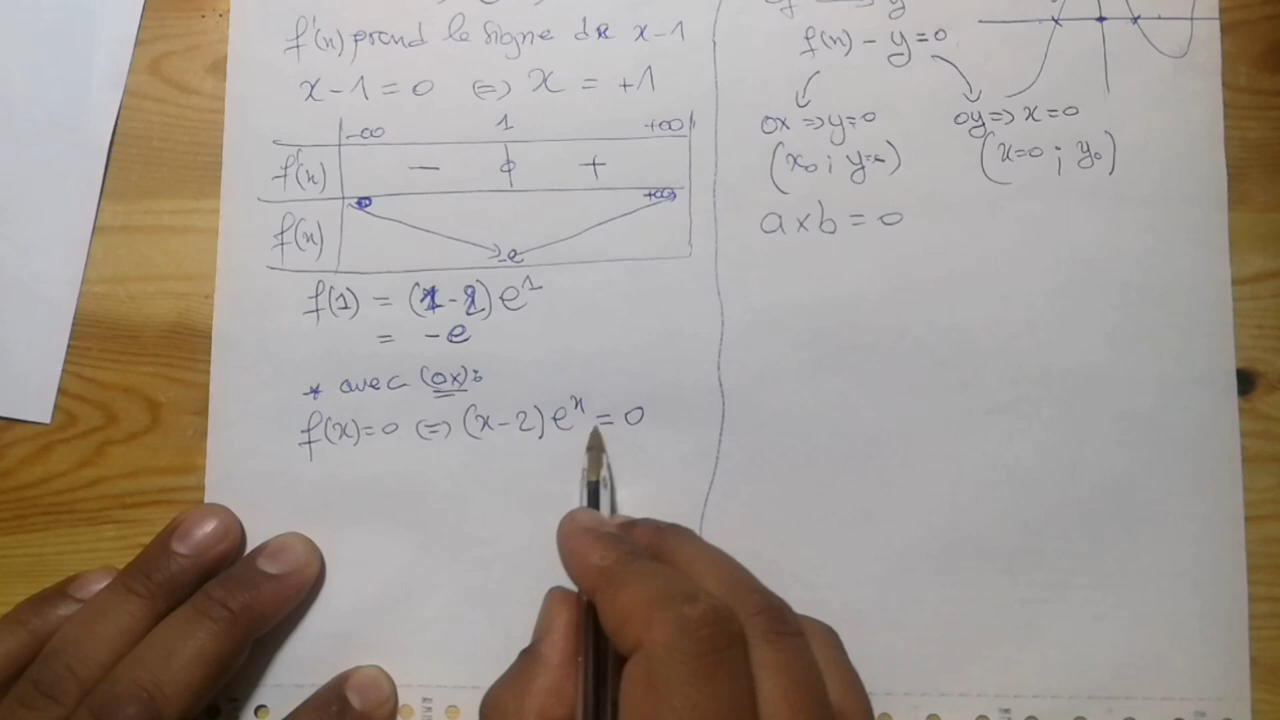 f'(x) prend le signe de x-1
x-1=0 ⇔ x = +1
-∞ 1 +∞
f'(x) - 0 +
f(x) +∞
-e
f(1) = (1-2)e^1
= -e
* avec (ox):
f(x)=0 ⇔ (x-2)e^x = 0
f(x) - y = 0
ox ⇒ y=0
oy ⇒ x=0
(x₀ ; y=0)
(x=0 ; y₀)
a×b = 0